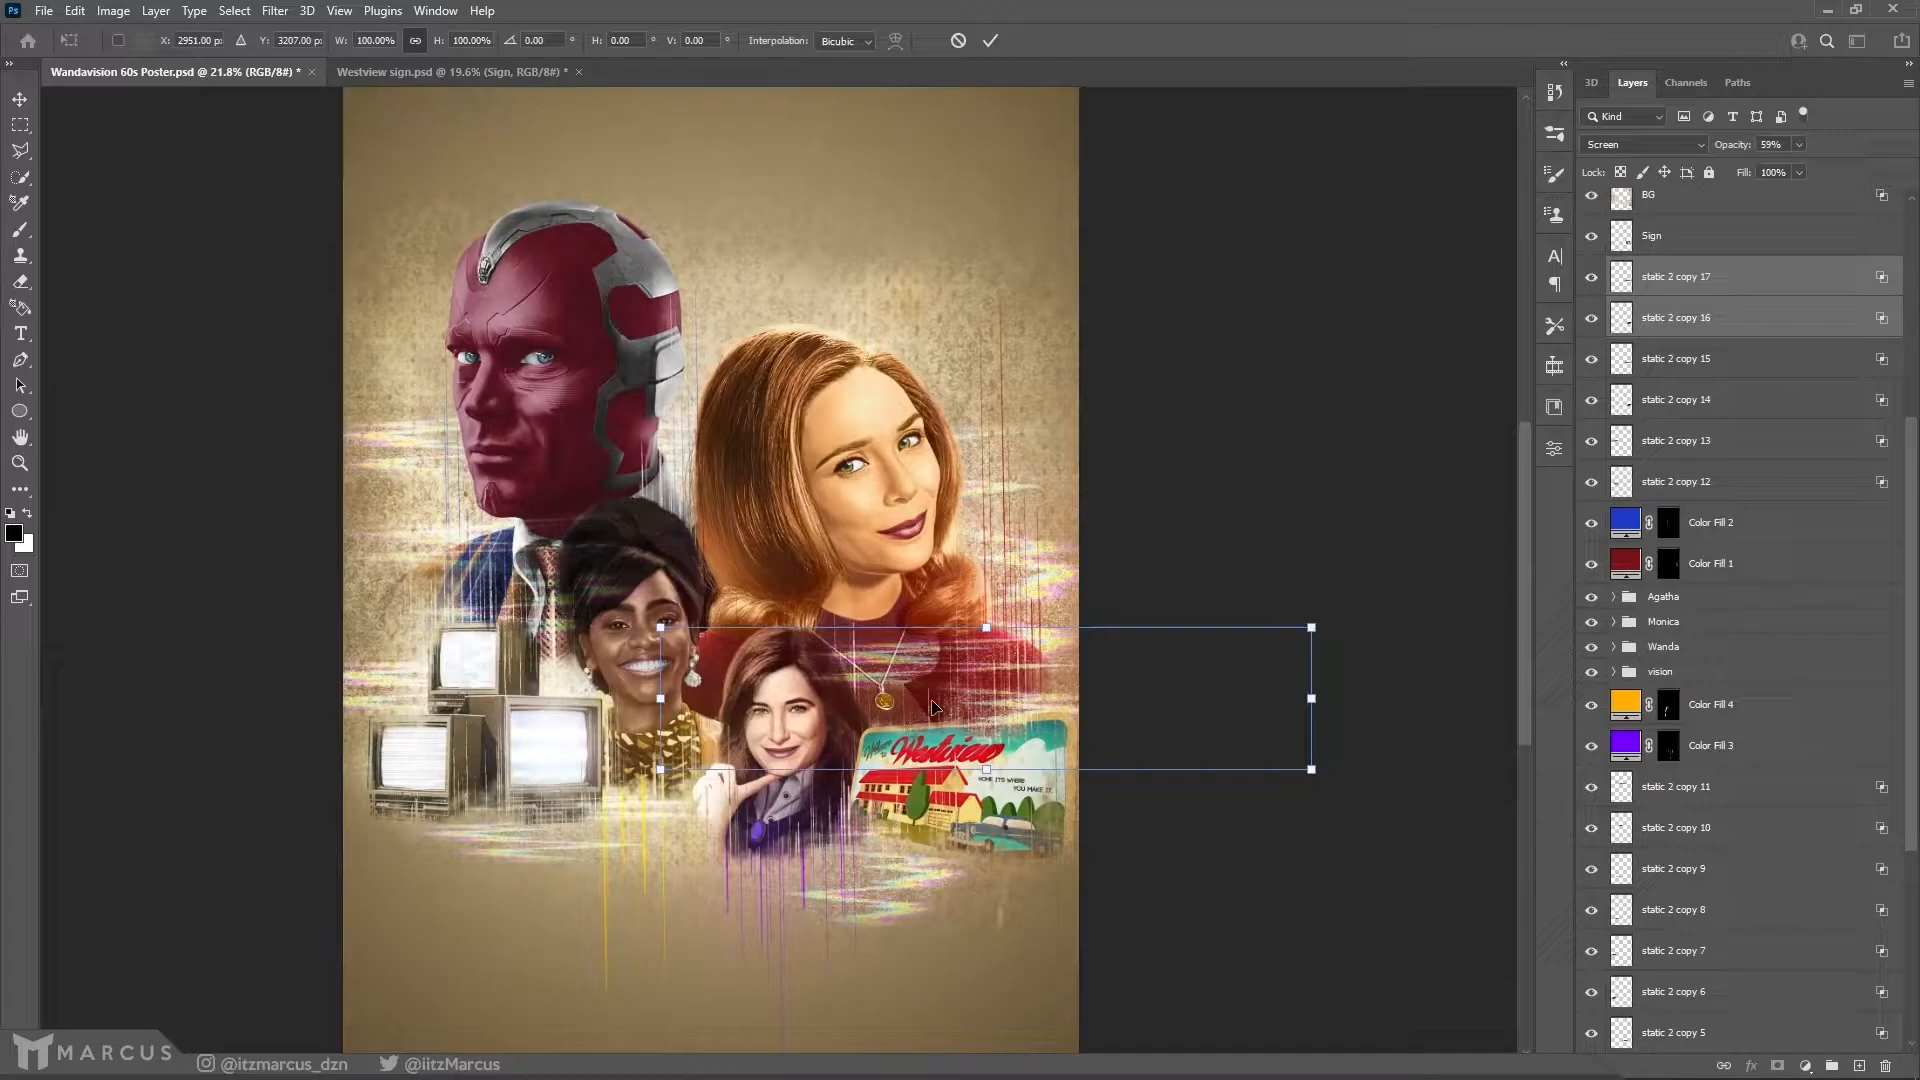 Ps File Edit Image Layer Type Select Filter 3D View Plugins Window Help
X: 2951.00 px Y: 3207.00 px W: 100.00% H: 100.00% 0.00 ° H: 0.00 ° V: 0.00 ° Interpolation: Bicubic
Wandavision 60s Poster.psd @ 21.8% (RGB/8#) * × Westview sign.psd @ 19.6% (Sign, RGB/8#) * ×
3D Layers Channels Paths
Kind
Screen Opacity: 59%
Lock: Fill: 100%
BG
Sign
static 2 copy 17
static 2 copy 16
static 2 copy 15
static 2 copy 14
static 2 copy 13
static 2 copy 12
Color Fill 2
Color Fill 1
Agatha
Monica
Wanda
vision
Color Fill 4
Color Fill 3
static 2 copy 11
static 2 copy 10
static 2 copy 9
static 2 copy 8
static 2 copy 7
static 2 copy 6
static 2 copy 5
Welcome to
Westview
HOME IT'S WHERE
YOU MAKE IT.
MARCUS @itzmarcus_dzn @iitzMarcus
fx